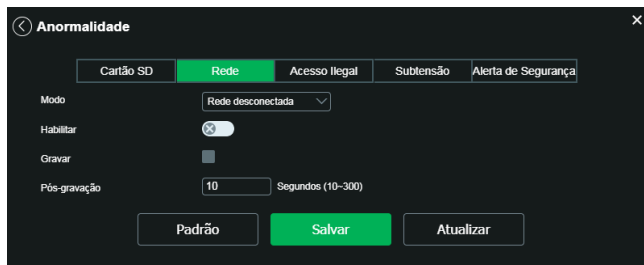 Anormalidade
Cartão SD Rede Acesso Ilegal Subtensão Alerta de Segurança
Modo Rede desconectada
Habilitar
Gravar
Pós-gravação 10 Segundos (10~300)
Padrão Salvar Atualizar